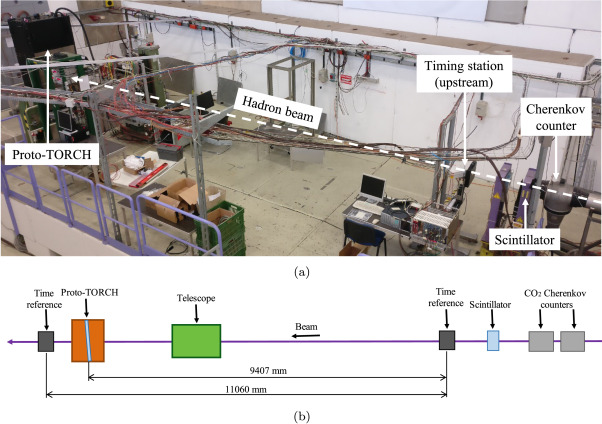 Timing station
(upstream)
Cherenkov
counter
Hadron beam
Proto-TORCH
Scintillator
(a)
Time
reference
Proto-TORCH
Telescope
Beam
Time
reference
Scintillator
CO₂ Cherenkov
counters
9407 mm
11060 mm
(b)